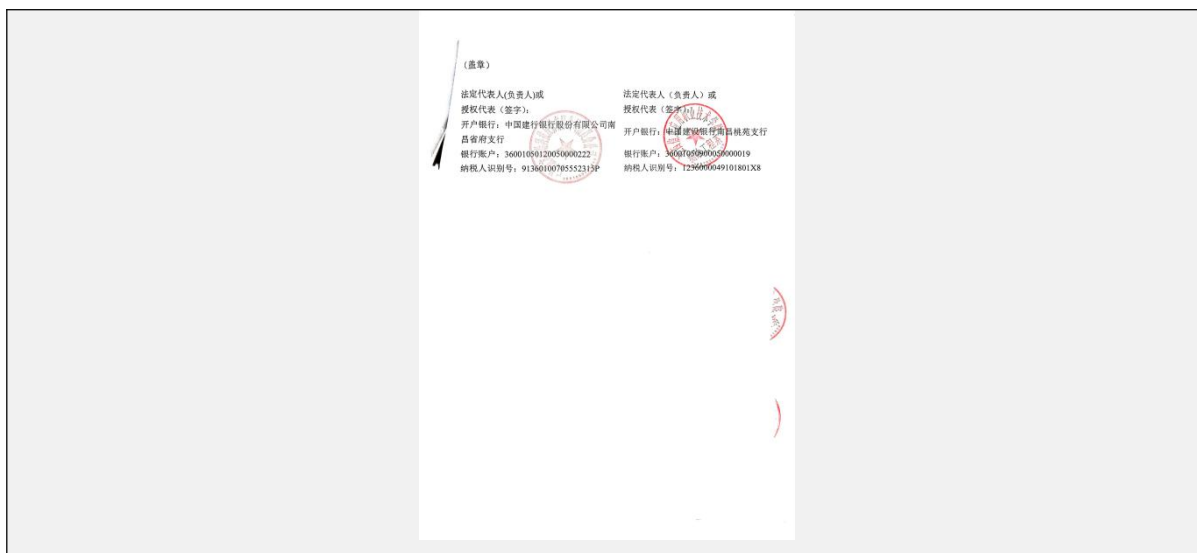 （盖章）
法定代表人(负责人)或
授权代表（签字）：
开户银行：中国建行银行股份有限公司南
昌省府支行
银行账户：36001050120050000222
纳税人识别号：91360100705552315P
法定代表人（负责人）或
授权代表（签字）：
开户银行：中国建设银行南昌桃苑支行
银行账户：36001050900050000019
纳税人识别号：1236000049101801X8